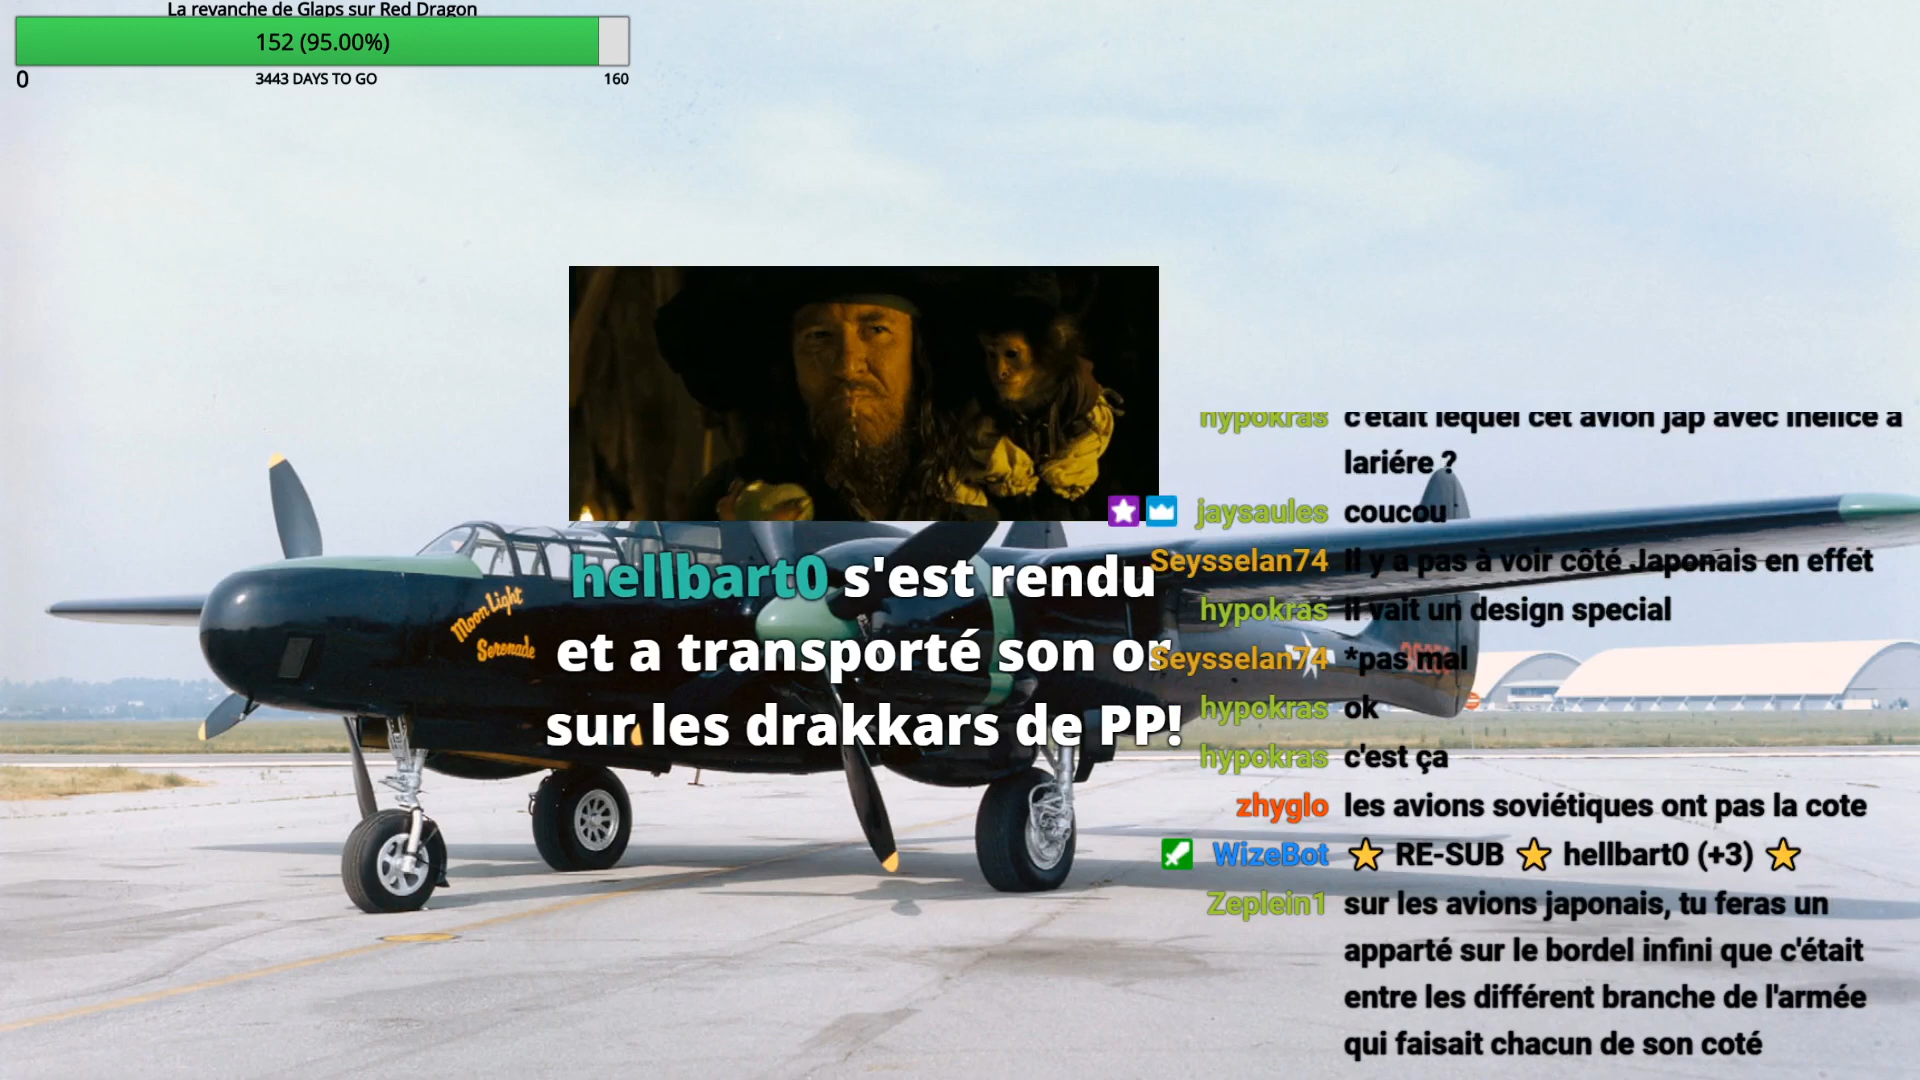 La revanche de Glaps sur Red Dragon
152 (95.00%)
0 3443 DAYS TO GO 160
Moon Light
Serenade
hellbart0 s'est rendu
et a transporté son or
sur les drakkars de PP!
hypokras c'était lequel cet avion jap avec lhélice a
lariére ?
jaysaules coucou
Seysselan74 Il y a pas à voir côté Japonais en effet
hypokras il vait un design special
Seysselan74 *pas mal
hypokras ok
hypokras c'est ça
zhyglo les avions soviétiques ont pas la cote
WizeBot ⭐ RE-SUB ⭐ hellbart0 (+3) ⭐
Zeplein1 sur les avions japonais, tu feras un
apparté sur le bordel infini que c'était
entre les différent branche de l'armée
qui faisait chacun de son coté